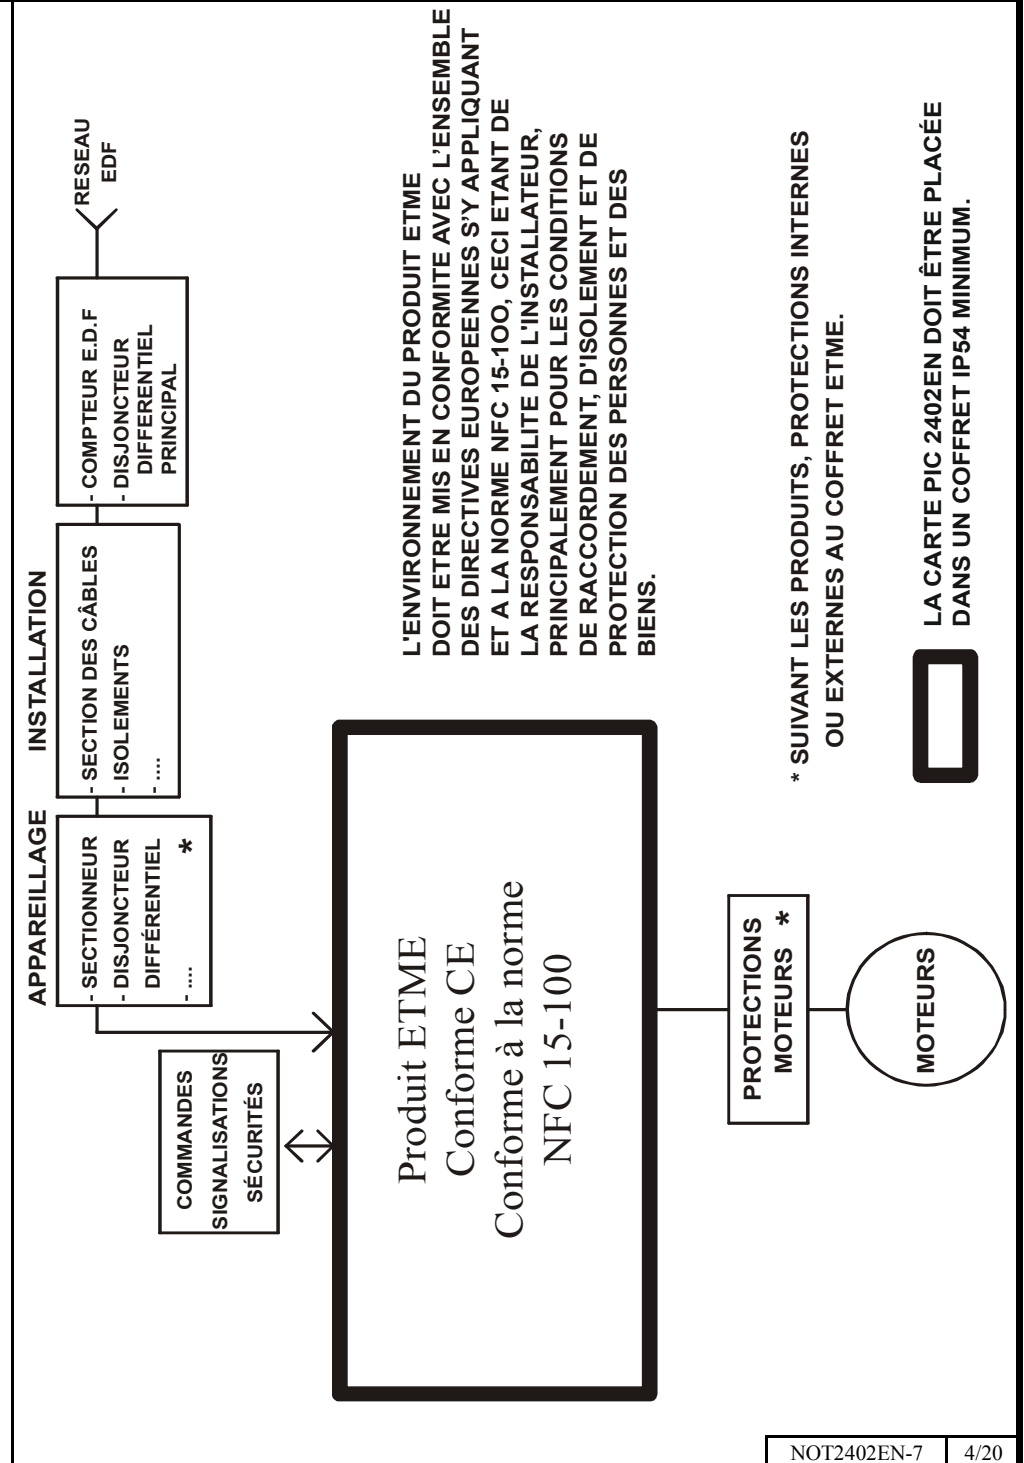 APPAREILLAGE
INSTALLATION
- SECTIONNEUR
- DISJONCTEUR
DIFFÉRENTIEL
- .... *
- SECTION DES CÂBLES
- ISOLEMENTS
- ....
- COMPTEUR E.D.F
- DISJONCTEUR
DIFFERENTIEL
PRINCIPAL
RESEAU
EDF
COMMANDES
SIGNALISATIONS
SÉCURITÉS
Produit ETME
Conforme CE
Conforme à la norme
NFC 15-100
L'ENVIRONNEMENT DU PRODUIT ETME
DOIT ETRE MIS EN CONFORMITE AVEC L'ENSEMBLE
DES DIRECTIVES EUROPEENNES S'Y APPLIQUANT
ET A LA NORME NFC 15-1OO, CECI ETANT DE
LA RESPONSABILITE DE L'INSTALLATEUR,
PRINCIPALEMENT POUR LES CONDITIONS
DE RACCORDEMENT, D'ISOLEMENT ET DE
PROTECTION DES PERSONNES ET DES
BIENS.
PROTECTIONS
MOTEURS *
MOTEURS
* SUIVANT LES PRODUITS, PROTECTIONS INTERNES
OU EXTERNES AU COFFRET ETME.
LA CARTE PIC 2402EN DOIT ÊTRE PLACÉE
DANS UN COFFRET IP54 MINIMUM.
NOT2402EN-7 4/20